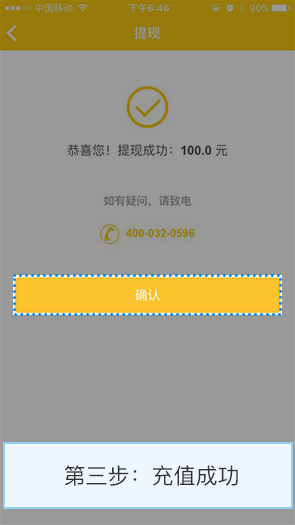 中国移动 下午6:46 90%
提现
恭喜您！提现成功：100.0 元
如有疑问，请致电
400-032-0596
确认
第三步：充值成功